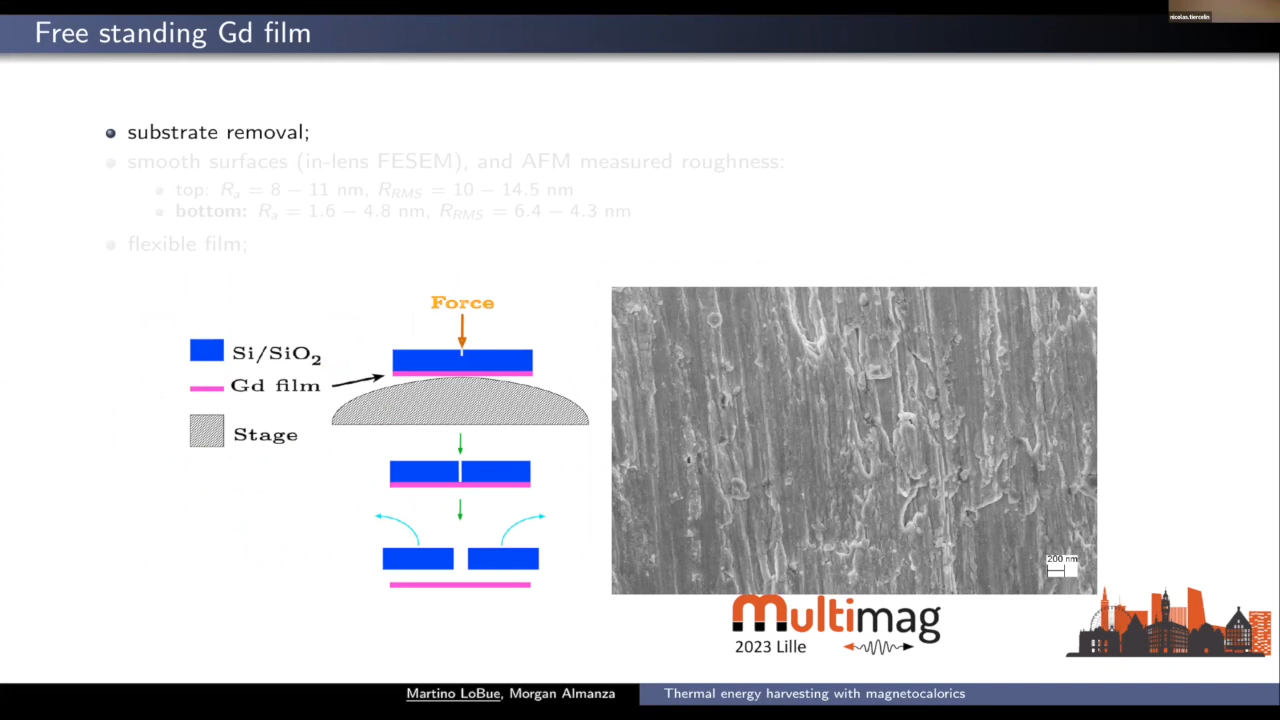 nicolas.tiercelin
Free standing Gd film
substrate removal;
smooth surfaces (in-lens FESEM), and AFM measured roughness:
top: Rₐ = 8 − 11 nm, R_RMS = 10 − 14.5 nm
bottom: Rₐ = 1.6 − 4.8 nm, R_RMS = 6.4 − 4.3 nm
flexible film;
Force
Si/SiO₂
Gd film
Stage
200 nm
multimag
2023 Lille
Martino LoBue, Morgan Almanza
Thermal energy harvesting with magnetocalorics